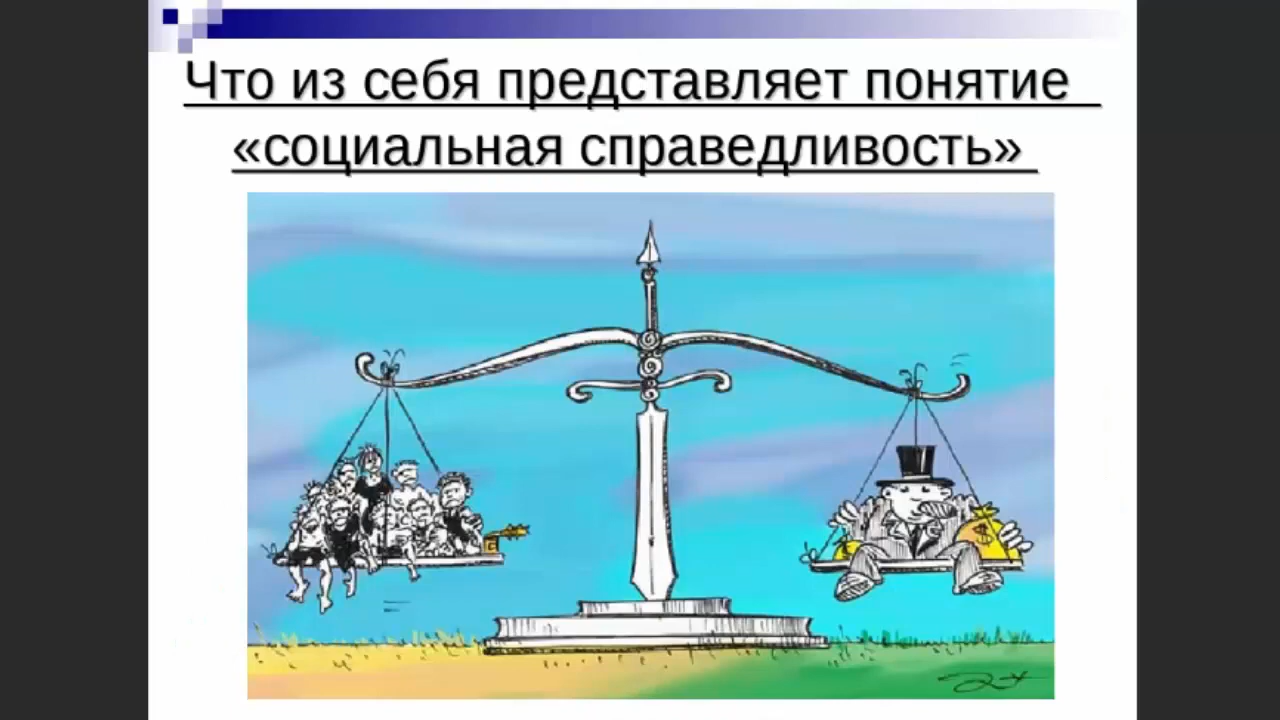 Что из себя представляет понятие
«социальная справедливость»
$